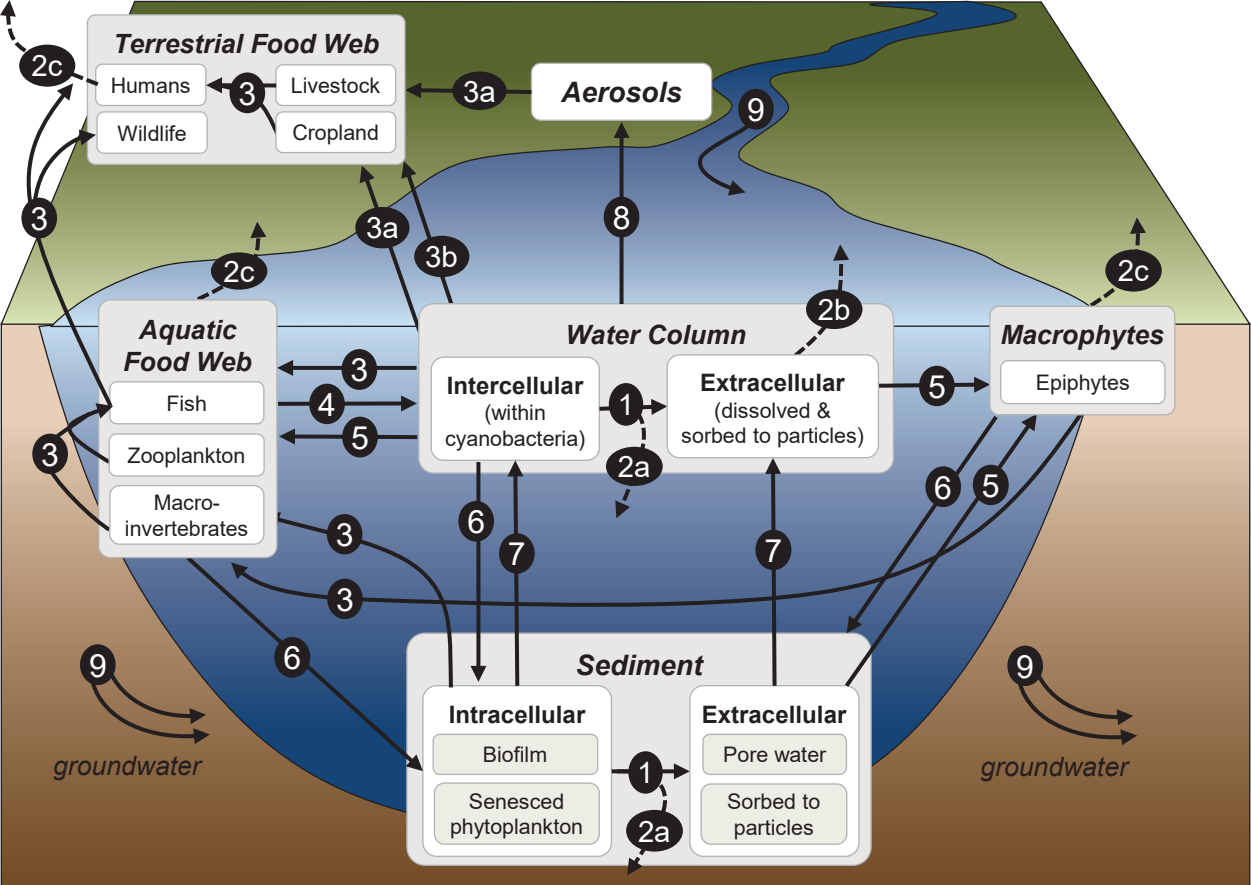 Terrestrial Food Web
Humans
Livestock
Wildlife
Cropland
2c
3
3a
Aerosols
9
3
3a
3b
8
2c
2b
2c
Aquatic
Food Web
Fish
Zooplankton
Macro-
invertebrates
3
4
5
3
Water Column
Intercellular
(within
cyanobacteria)
1
2a
Extracellular
(dissolved &
sorbed to particles)
5
Macrophytes
Epiphytes
6
5
3
3
6
7
7
6
9
groundwater
9
groundwater
Sediment
Intracellular
Biofilm
Senesced
phytoplankton
1
2a
Extracellular
Pore water
Sorbed to
particles